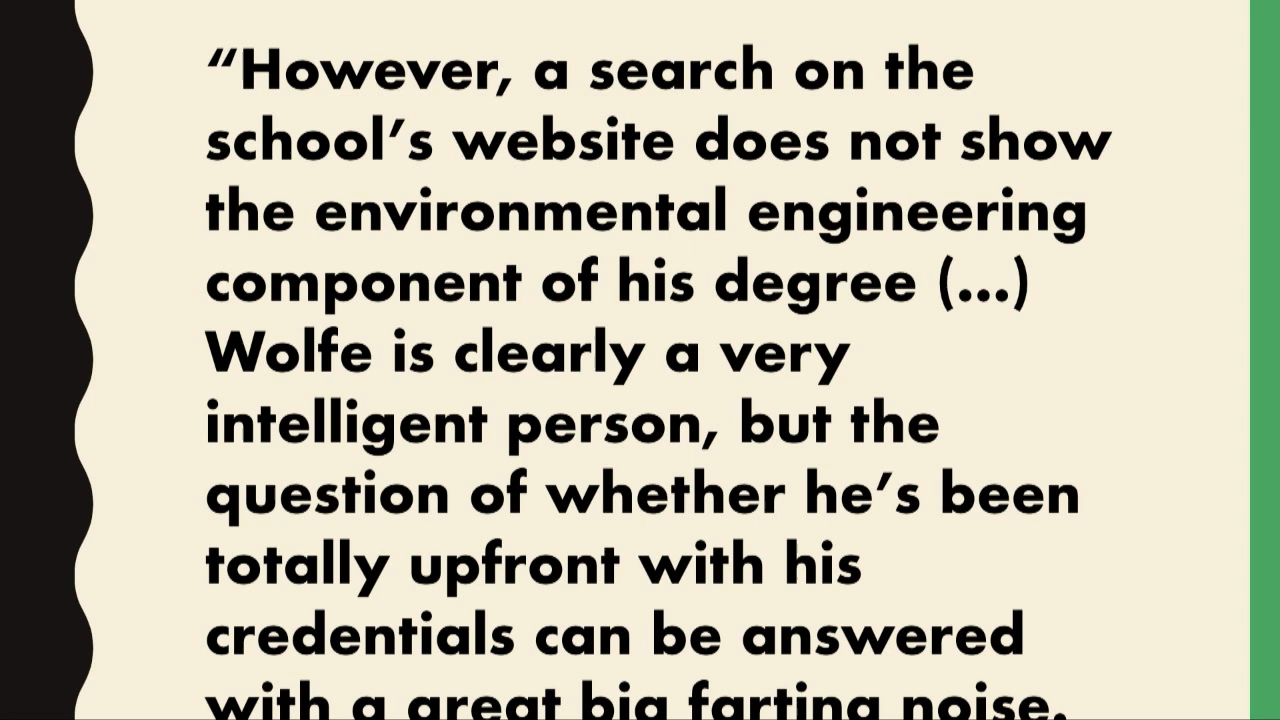 “However, a search on the
school’s website does not show
the environmental engineering
component of his degree (...)
Wolfe is clearly a very
intelligent person, but the
question of whether he’s been
totally upfront with his
credentials can be answered
with a great big farting noise.